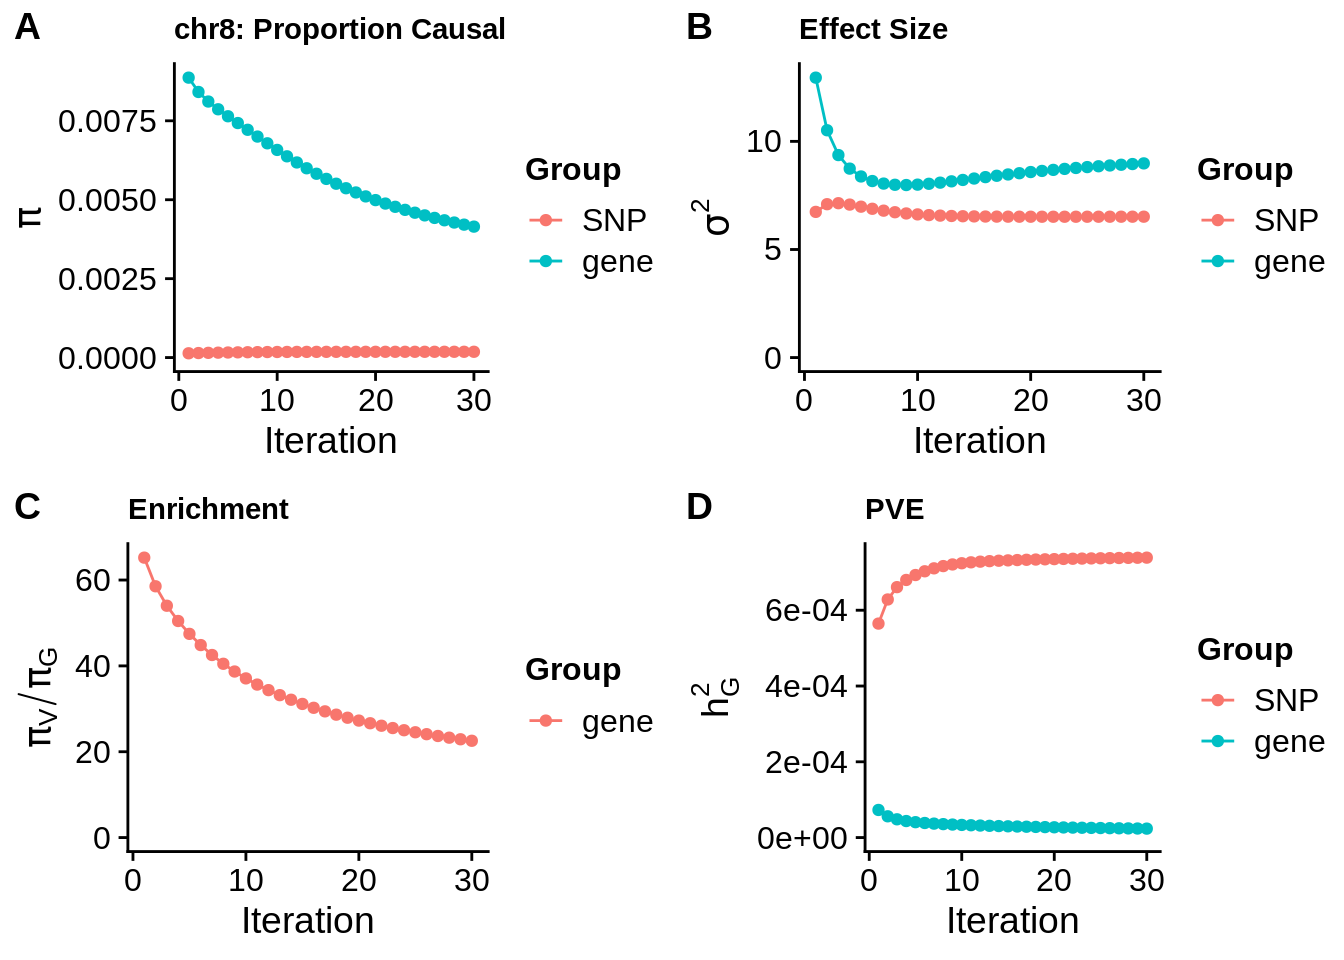 A
chr8: Proportion Causal
0.0075
0.0050
0.0025
0.0000
π
0 10 20 30
Iteration
Group
SNP
gene
B
Effect Size
10
5
0
σ²
0 10 20 30
Iteration
Group
SNP
gene
C
Enrichment
60
40
20
0
π_V/π_G
0 10 20 30
Iteration
Group
gene
D
PVE
6e-04
4e-04
2e-04
0e+00
h²_G
0 10 20 30
Iteration
Group
SNP
gene